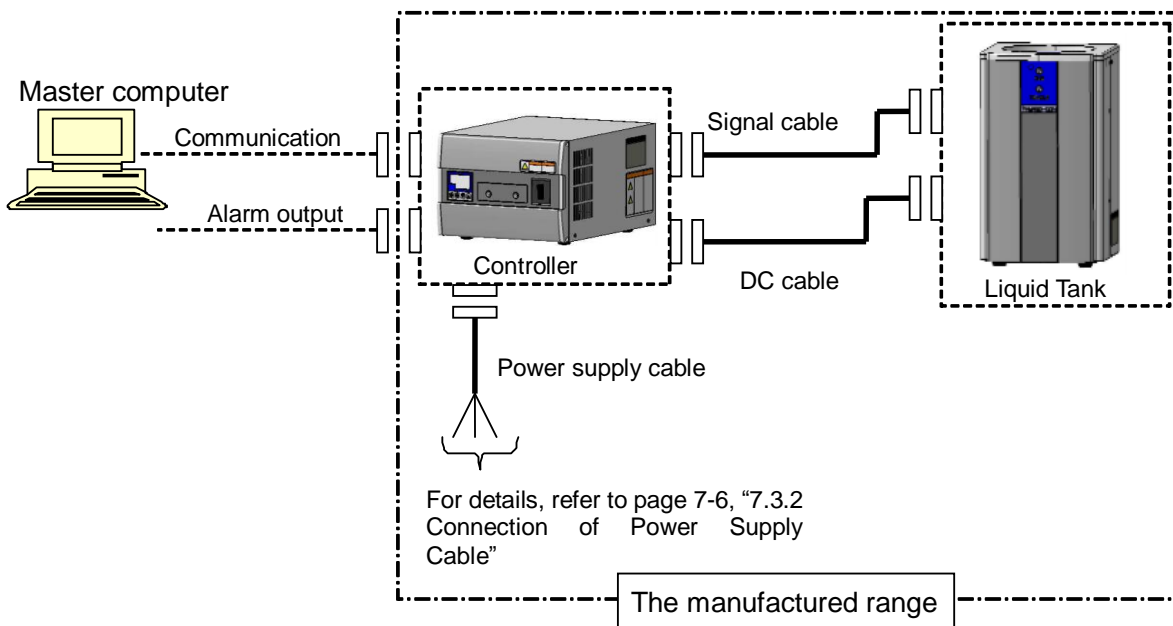 Master computer
Communication
Alarm output
Controller
Signal cable
DC cable
Liquid Tank
Power supply cable
For details, refer to page 7-6, “7.3.2
Connection of Power Supply
Cable”
The manufactured range